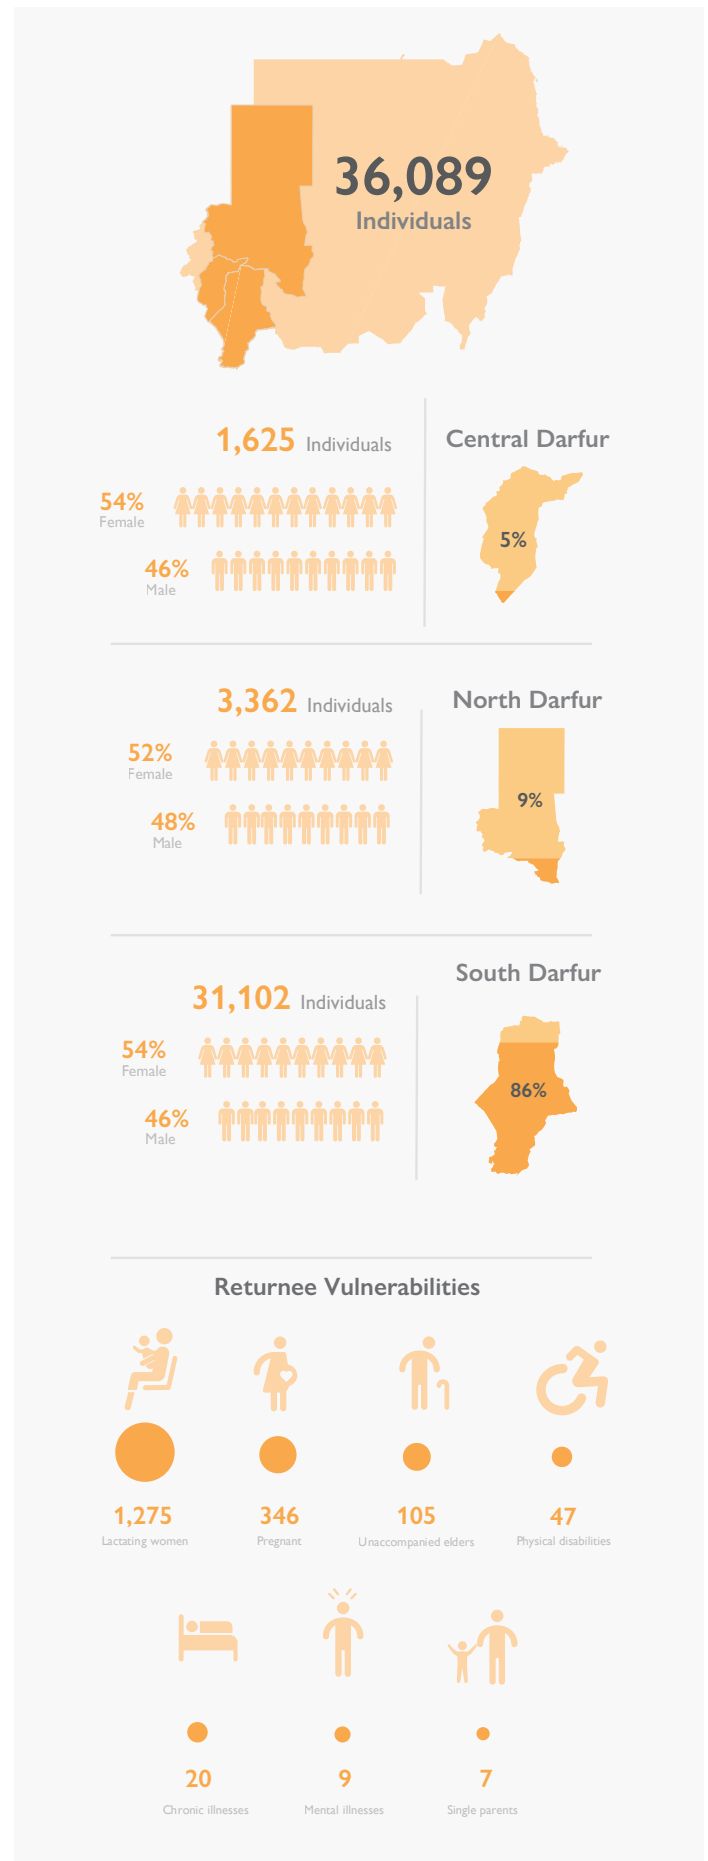 36,089
Individuals
1,625 Individuals
Central Darfur
54%
Female
5%
46%
Male
3,362 Individuals
North Darfur
52%
Female
9%
48%
Male
South Darfur
31,102 Individuals
54%
Female
86%
46%
Male
Returnee Vulnerabilities
1,275 346 105 47
Lactating women Pregnant Unaccompanied elders Physical disabilities
20 9 7
Chronic illnesses Mental illnesses Single parents